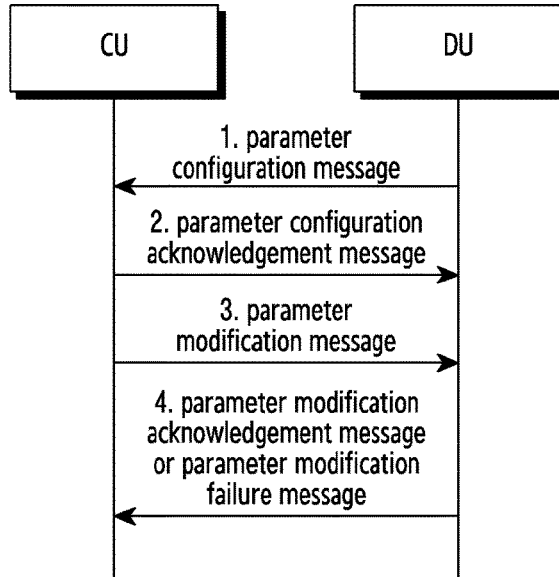 CU
DU
1. parameter
configuration message
2. parameter configuration
acknowledgement message
3. parameter
modification message
4. parameter modification
acknowledgement message
or parameter modification
failure message